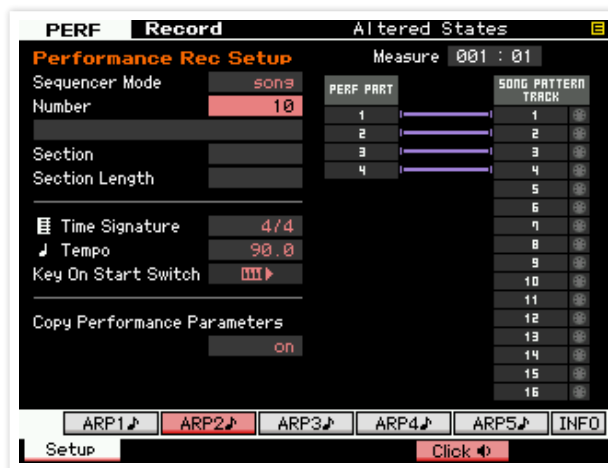 PERF Record Altered States E
Performance Rec Setup Measure 001 : 01
Sequencer Mode song
Number 10
Section
Section Length
Time Signature 4/4
Tempo 90.0
Key On Start Switch
Copy Performance Parameters
on
PERF PART SONG PATTERN
TRACK
1 1
2 2
3 3
4 4
5
6
7
8
9
10
11
12
13
14
15
16
ARP1♪ ARP2♪ ARP3♪ ARP4♪ ARP5♪ INFO
Setup Click